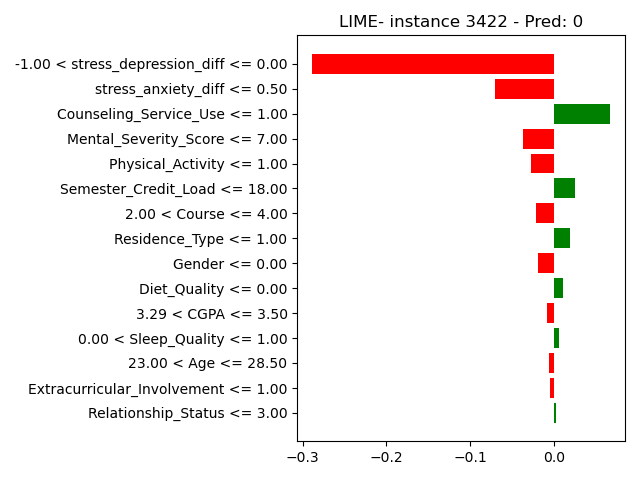 LIME- instance 3422 - Pred: 0
-1.00 < stress_depression_diff <= 0.00
stress_anxiety_diff <= 0.50
Counseling_Service_Use <= 1.00
Mental_Severity_Score <= 7.00
Physical_Activity <= 1.00
Semester_Credit_Load <= 18.00
2.00 < Course <= 4.00
Residence_Type <= 1.00
Gender <= 0.00
Diet_Quality <= 0.00
3.29 < CGPA <= 3.50
0.00 < Sleep_Quality <= 1.00
23.00 < Age <= 28.50
Extracurricular_Involvement <= 1.00
Relationship_Status <= 3.00
−0.3 −0.2 −0.1 0.0